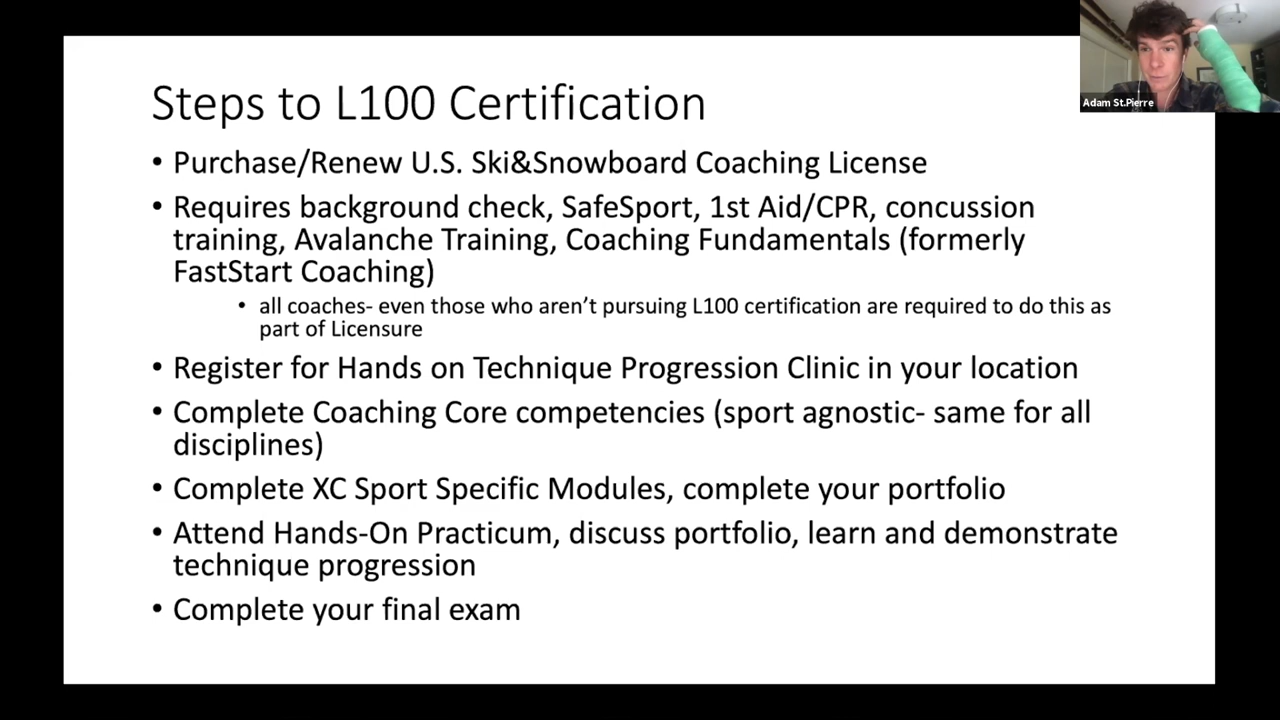 Steps to L100 Certification
• Purchase/Renew U.S. Ski&Snowboard Coaching License
• Requires background check, SafeSport, 1st Aid/CPR, concussion
training, Avalanche Training, Coaching Fundamentals (formerly
FastStart Coaching)
• all coaches- even those who aren’t pursuing L100 certification are required to do this as
part of Licensure
• Register for Hands on Technique Progression Clinic in your location
• Complete Coaching Core competencies (sport agnostic- same for all
disciplines)
• Complete XC Sport Specific Modules, complete your portfolio
• Attend Hands-On Practicum, discuss portfolio, learn and demonstrate
technique progression
• Complete your final exam
Adam St.Pierre